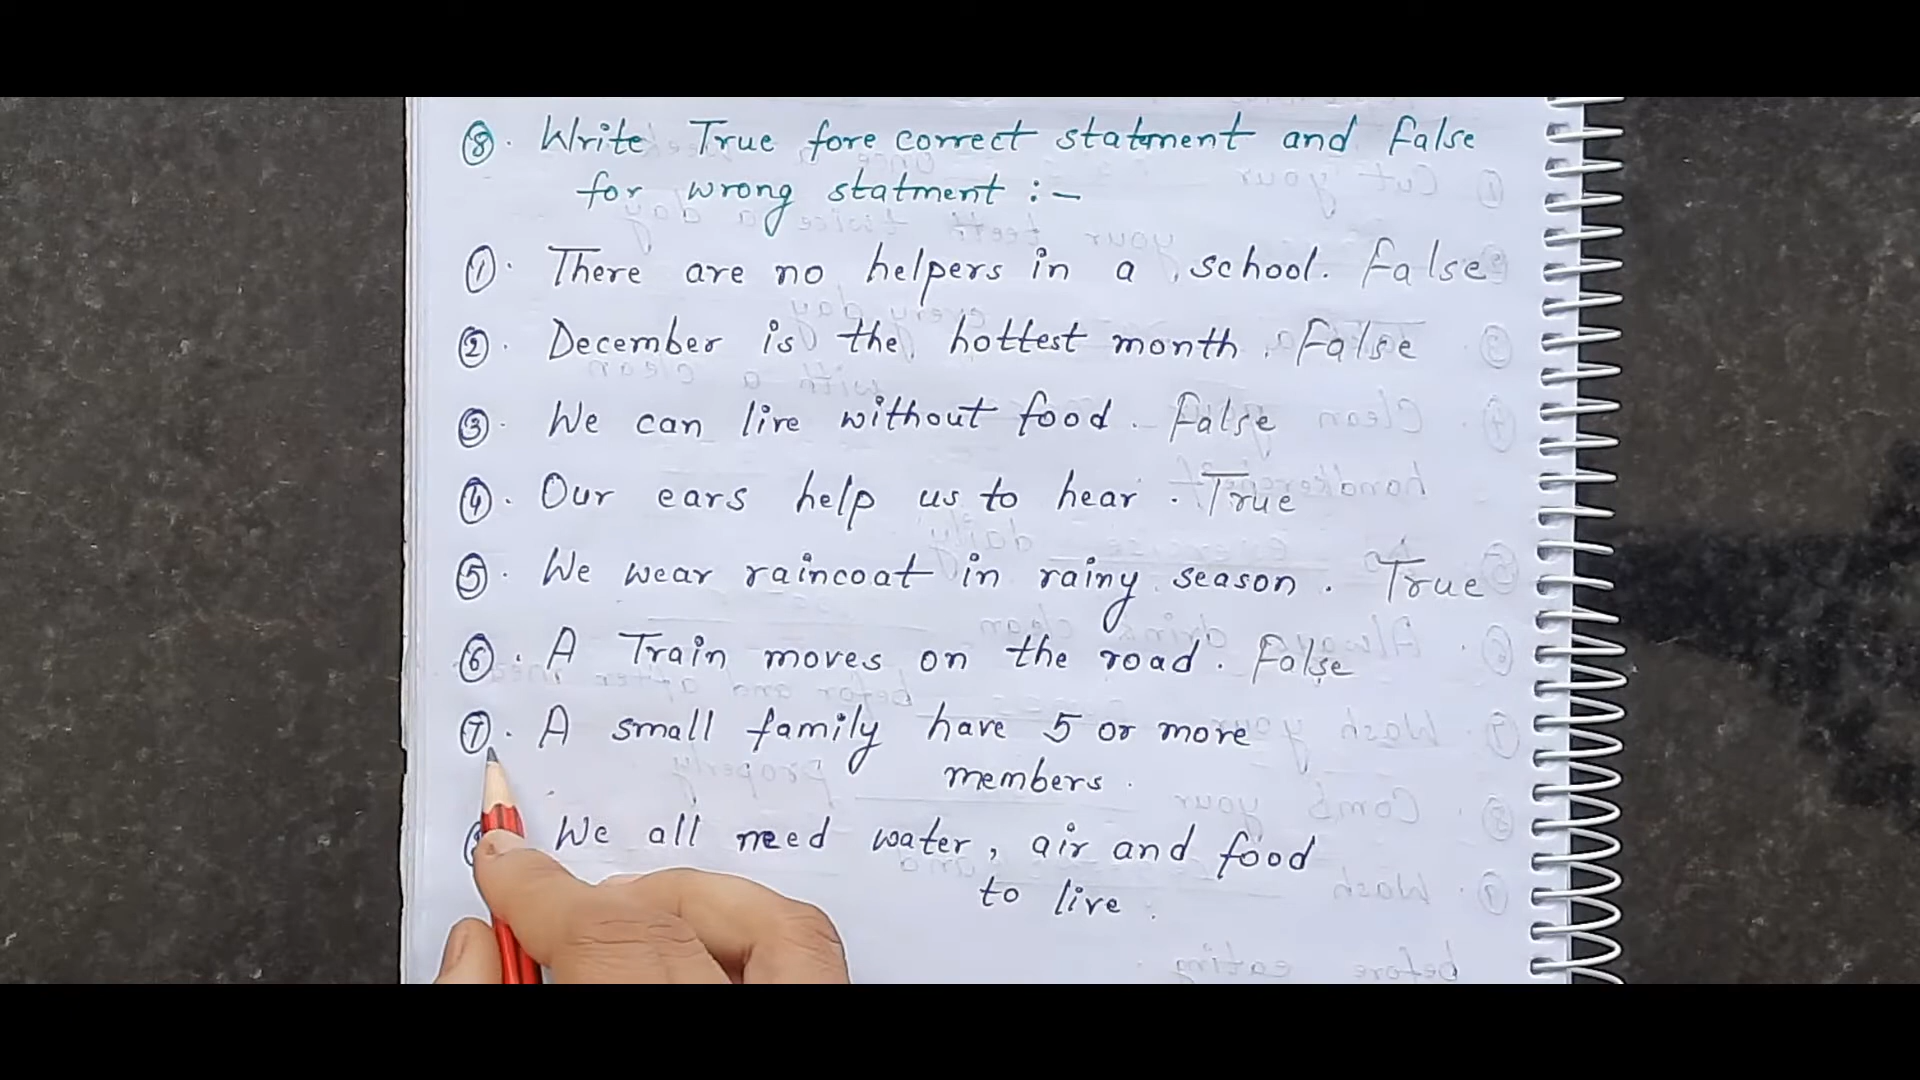 8. Write True fore correct statment and False
for wrong statment :-
1. There are no helpers in a school. False
2. December is the hottest month. False
3. We can live without food. False
4. Our ears help us to hear. True
5. We wear raincoat in rainy season. True
6. A Train moves on the road. False
7. A small family have 5 or more
members.
We all need water, air and food
to live.